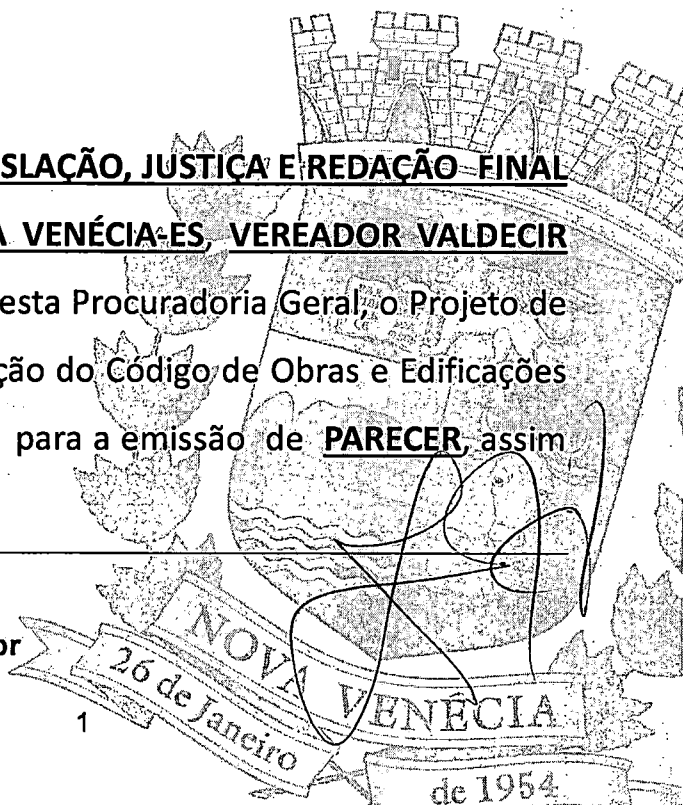 SLAÇÃO, JUSTIÇA E REDAÇÃO FINAL
A VENÉCIA-ES, VEREADOR VALDECIR
esta Procuradoria Geral, o Projeto de
ção do Código de Obras e Edificações
para a emissão de PARECER, assim
or
1
NOVA VENÉCIA
26 de Janeiro
de 1954